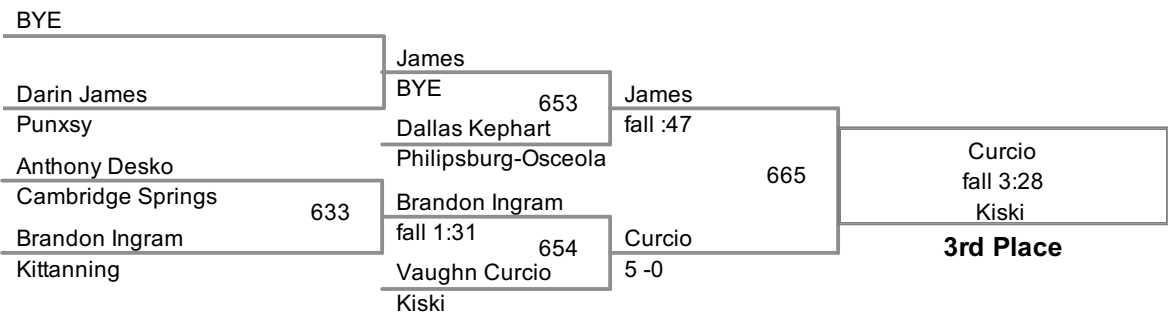 BYE
James
BYE
Darin James
653
James
Punxsy
Dallas Kephart
fall :47
Philipsburg-Osceola
Anthony Desko
Cambridge Springs
665
Curcio
fall 3:28
Kiski
3rd Place
633
Brandon Ingram
fall 1:31
Brandon Ingram
654
Curcio
Kittanning
Vaughn Curcio
5 -0
Kiski